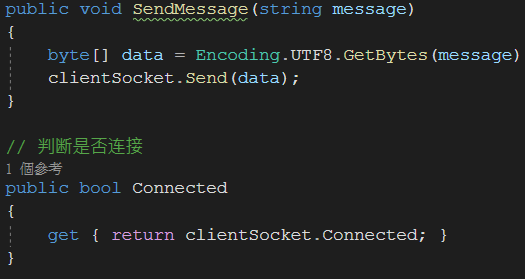 public void SendMessage(string message)
{
byte[] data = Encoding.UTF8.GetBytes(message)
clientSocket.Send(data);
}
// 判断是否连接
1 個參考
public bool Connected
{
get { return clientSocket.Connected; }
}